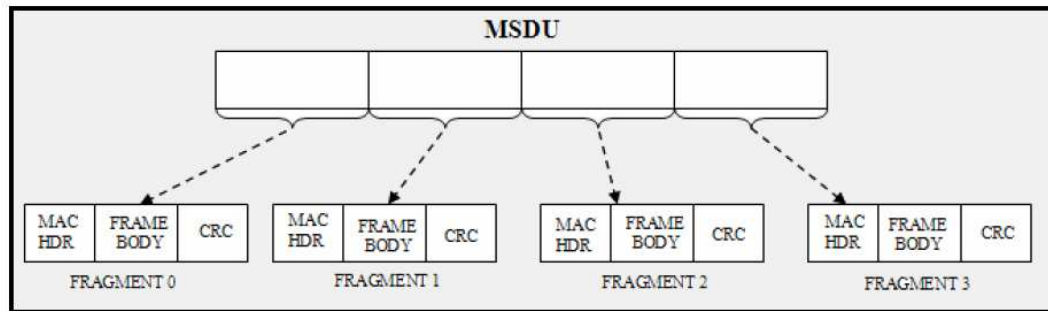 MSDU
MAC HDR FRAME BODY CRC
MAC HDR FRAME BODY CRC
MAC HDR FRAME BODY CRC
MAC HDR FRAME BODY CRC
FRAGMENT 0
FRAGMENT 1
FRAGMENT 2
FRAGMENT 3